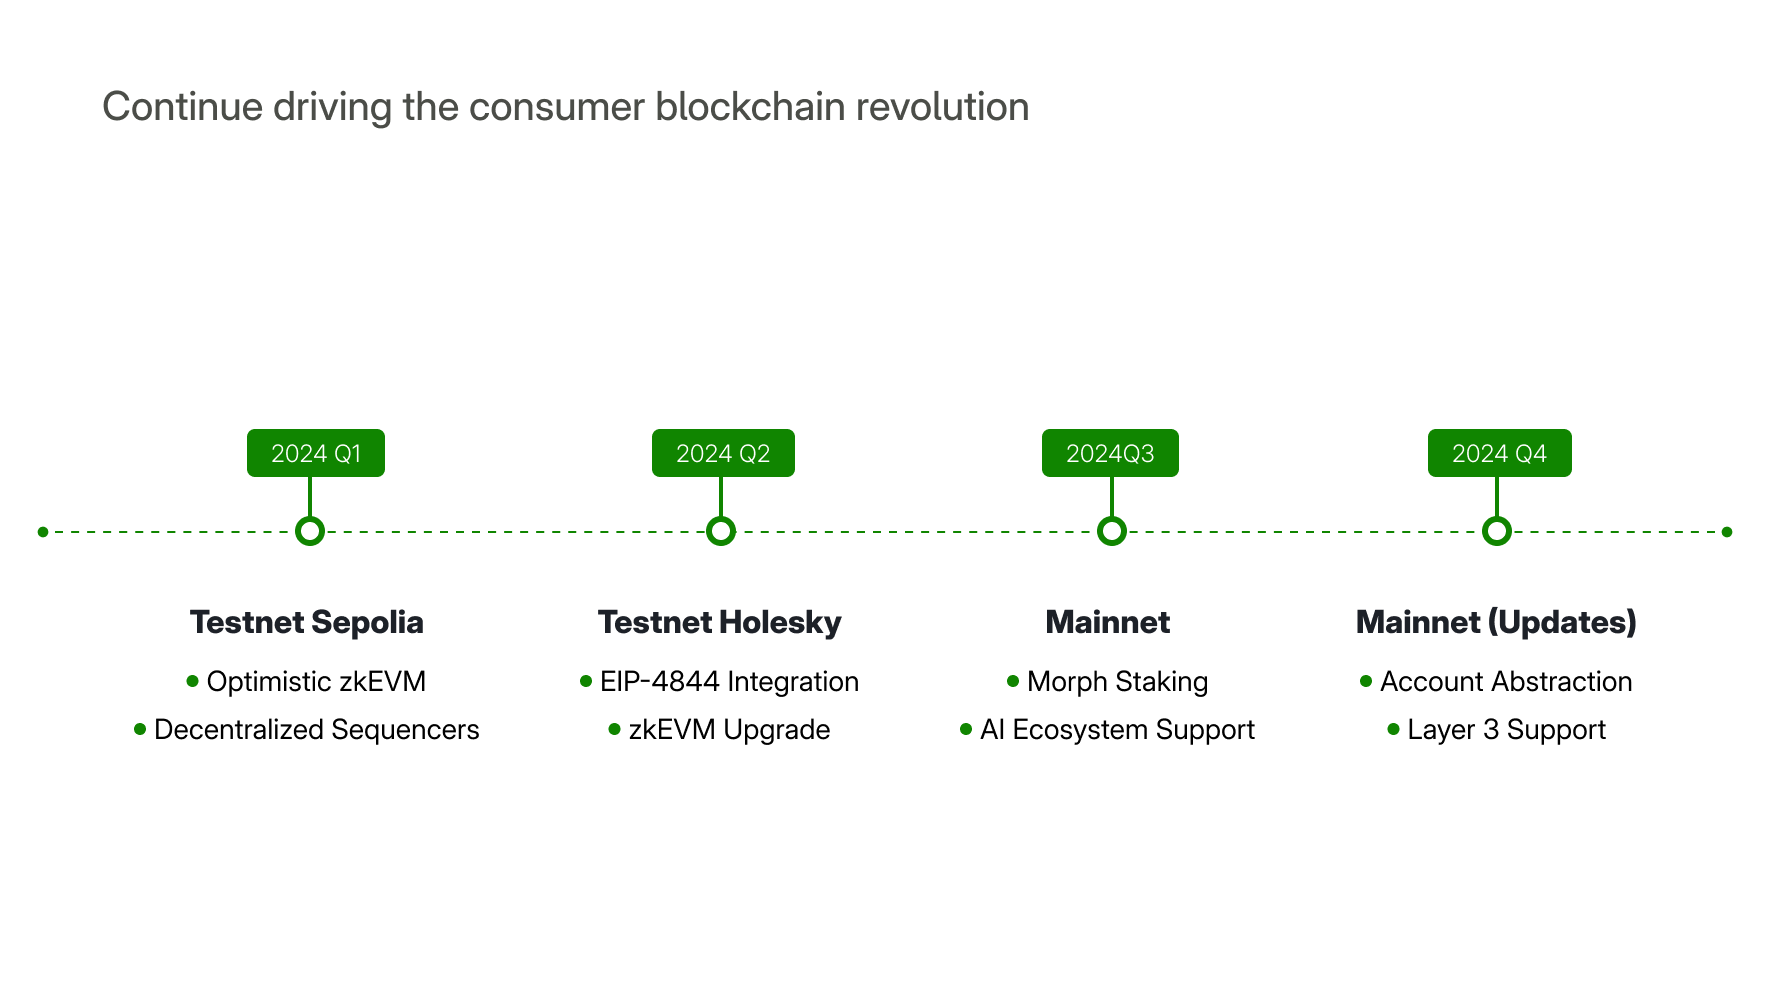 Continue driving the consumer blockchain revolution
2024 Q1
2024 Q2
2024Q3
2024 Q4
Testnet Sepolia
Optimistic zkEVM
Decentralized Sequencers
Testnet Holesky
EIP-4844 Integration
zkEVM Upgrade
Mainnet
Morph Staking
AI Ecosystem Support
Mainnet (Updates)
Account Abstraction
Layer 3 Support